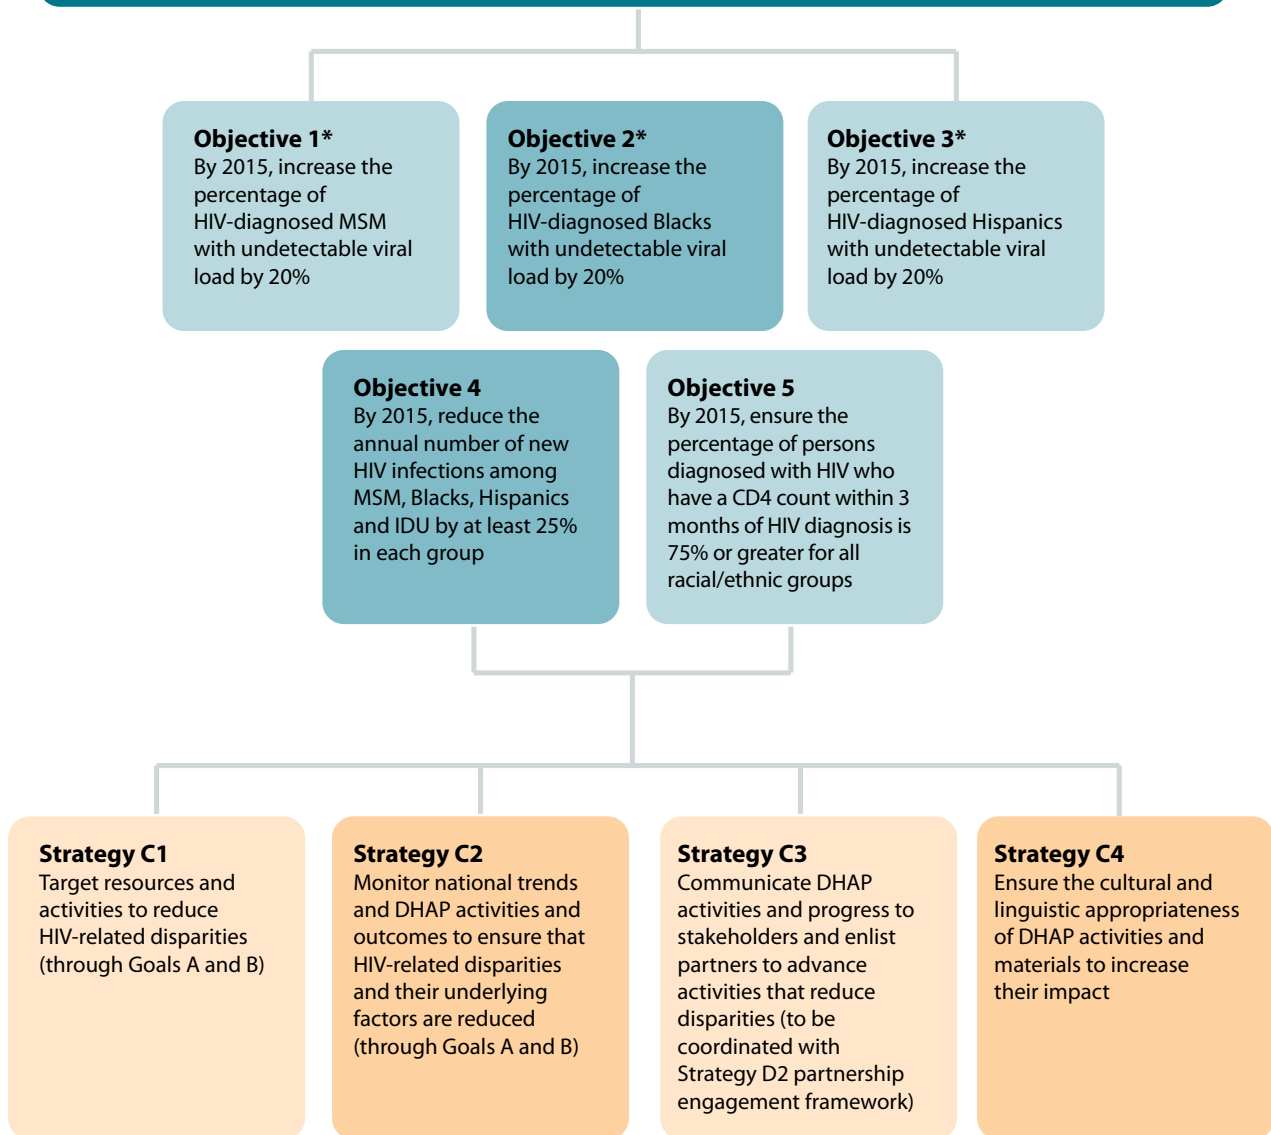 Objective 1*
By 2015, increase the
percentage of
HIV-diagnosed MSM
with undetectable viral
load by 20%
Objective 2*
By 2015, increase the
percentage of
HIV-diagnosed Blacks
with undetectable viral
load by 20%
Objective 3*
By 2015, increase the
percentage of
HIV-diagnosed Hispanics
with undetectable viral
load by 20%
Objective 4
By 2015, reduce the
annual number of new
HIV infections among
MSM, Blacks, Hispanics
and IDU by at least 25%
in each group
Objective 5
By 2015, ensure the
percentage of persons
diagnosed with HIV who
have a CD4 count within 3
months of HIV diagnosis is
75% or greater for all
racial/ethnic groups
Strategy C1
Target resources and
activities to reduce
HIV-related disparities
(through Goals A and B)
Strategy C2
Monitor national trends
and DHAP activities and
outcomes to ensure that
HIV-related disparities
and their underlying
factors are reduced
(through Goals A and B)
Strategy C3
Communicate DHAP
activities and progress to
stakeholders and enlist
partners to advance
activities that reduce
disparities (to be
coordinated with
Strategy D2 partnership
engagement framework)
Strategy C4
Ensure the cultural and
linguistic appropriateness
of DHAP activities and
materials to increase
their impact